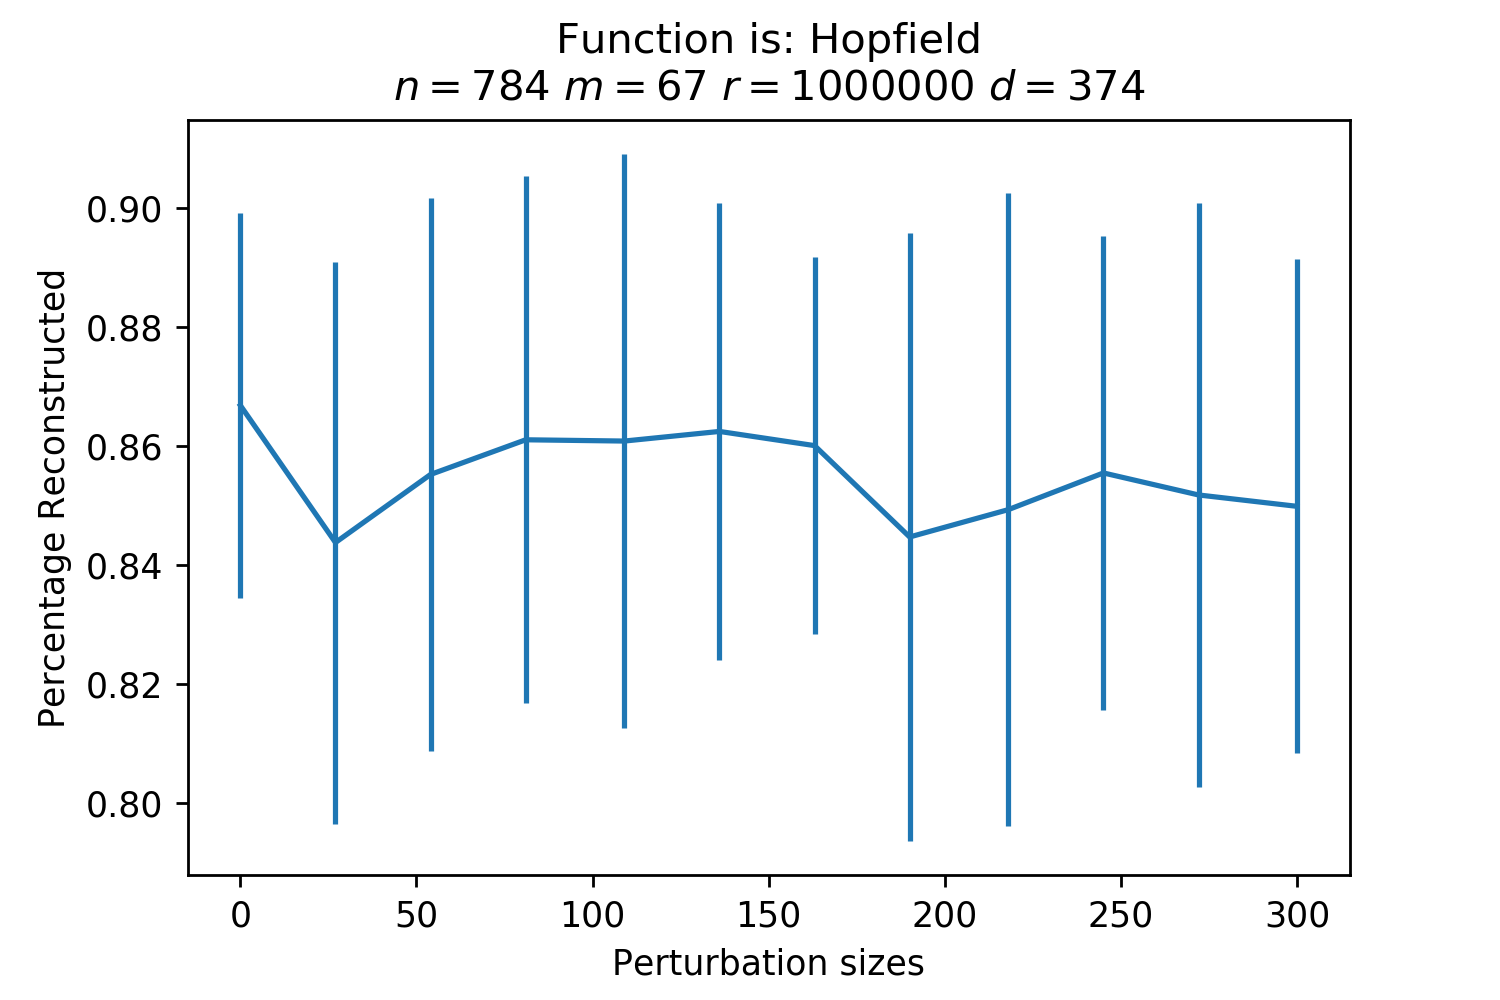 Function is: Hopfield
n = 784 m = 67 r = 1000000 d = 374
Percentage Reconstructed
0.90
0.88
0.86
0.84
0.82
0.80
0 50 100 150 200 250 300
Perturbation sizes